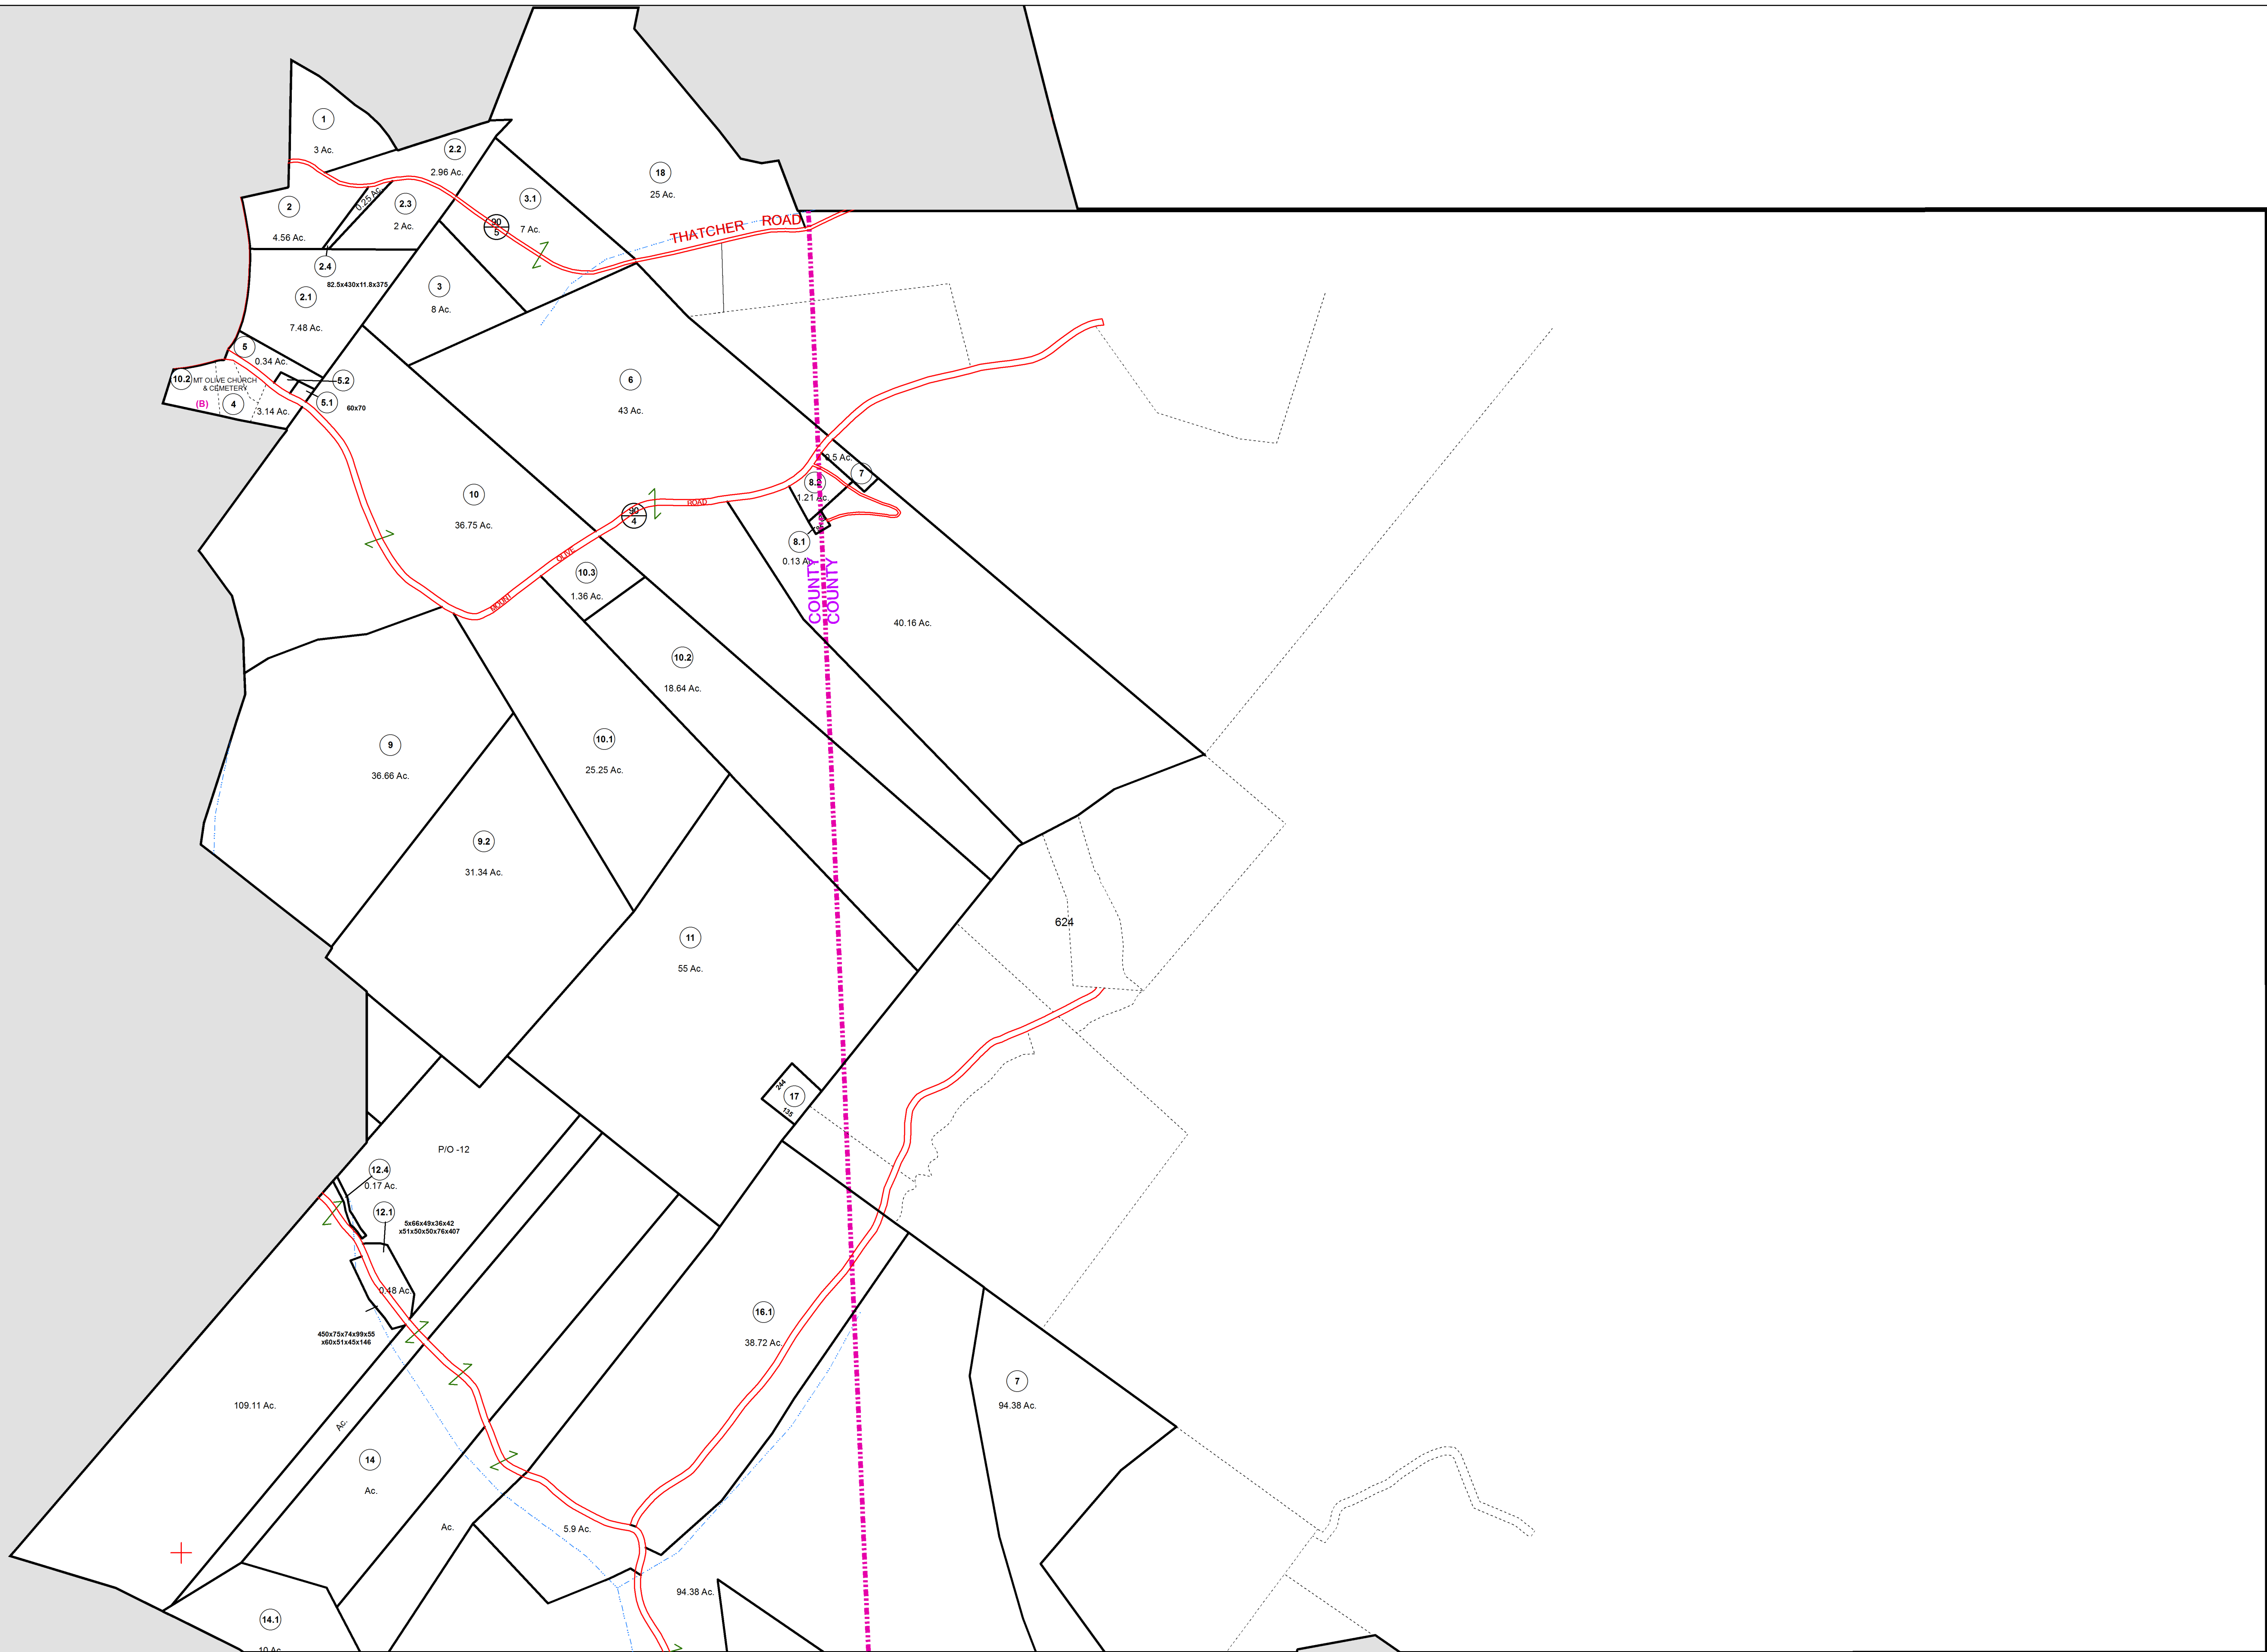 1
3 Ac.
2.2
2.96 Ac.
18
25 Ac.
2
4.56 Ac.
0.25 Ac.
2.3
2 Ac.
3.1
7 Ac.
90
5
THATCHER ROAD
2.4
82.5x430x11.8x375
2.1
7.48 Ac.
3
8 Ac.
5
0.34 Ac.
10.2
MT OLIVE CHURCH
& CEMETERY
(B)
4
3.14 Ac.
5.2
5.1
60x70
6
43 Ac.
0.5 Ac.
7
8.2
1.21 Ac.
10
36.75 Ac.
90
4
MOUNT OLIVE ROAD
8.1
0.13 Ac.
COUNTY
COUNTY
10.3
1.36 Ac.
40.16 Ac.
10.2
18.64 Ac.
9
36.66 Ac.
10.1
25.25 Ac.
9.2
31.34 Ac.
624
11
55 Ac.
244
17
135
P/O -12
12.4
0.17 Ac.
12.1
5x66x49x36x42
x51x50x50x76x407
0.48 Ac.
450x75x74x99x55
x60x51x45x146
16.1
38.72 Ac.
7
94.38 Ac.
109.11 Ac.
Ac.
14
Ac.
Ac.
5.9 Ac.
94.38 Ac.
14.1
10 Ac.